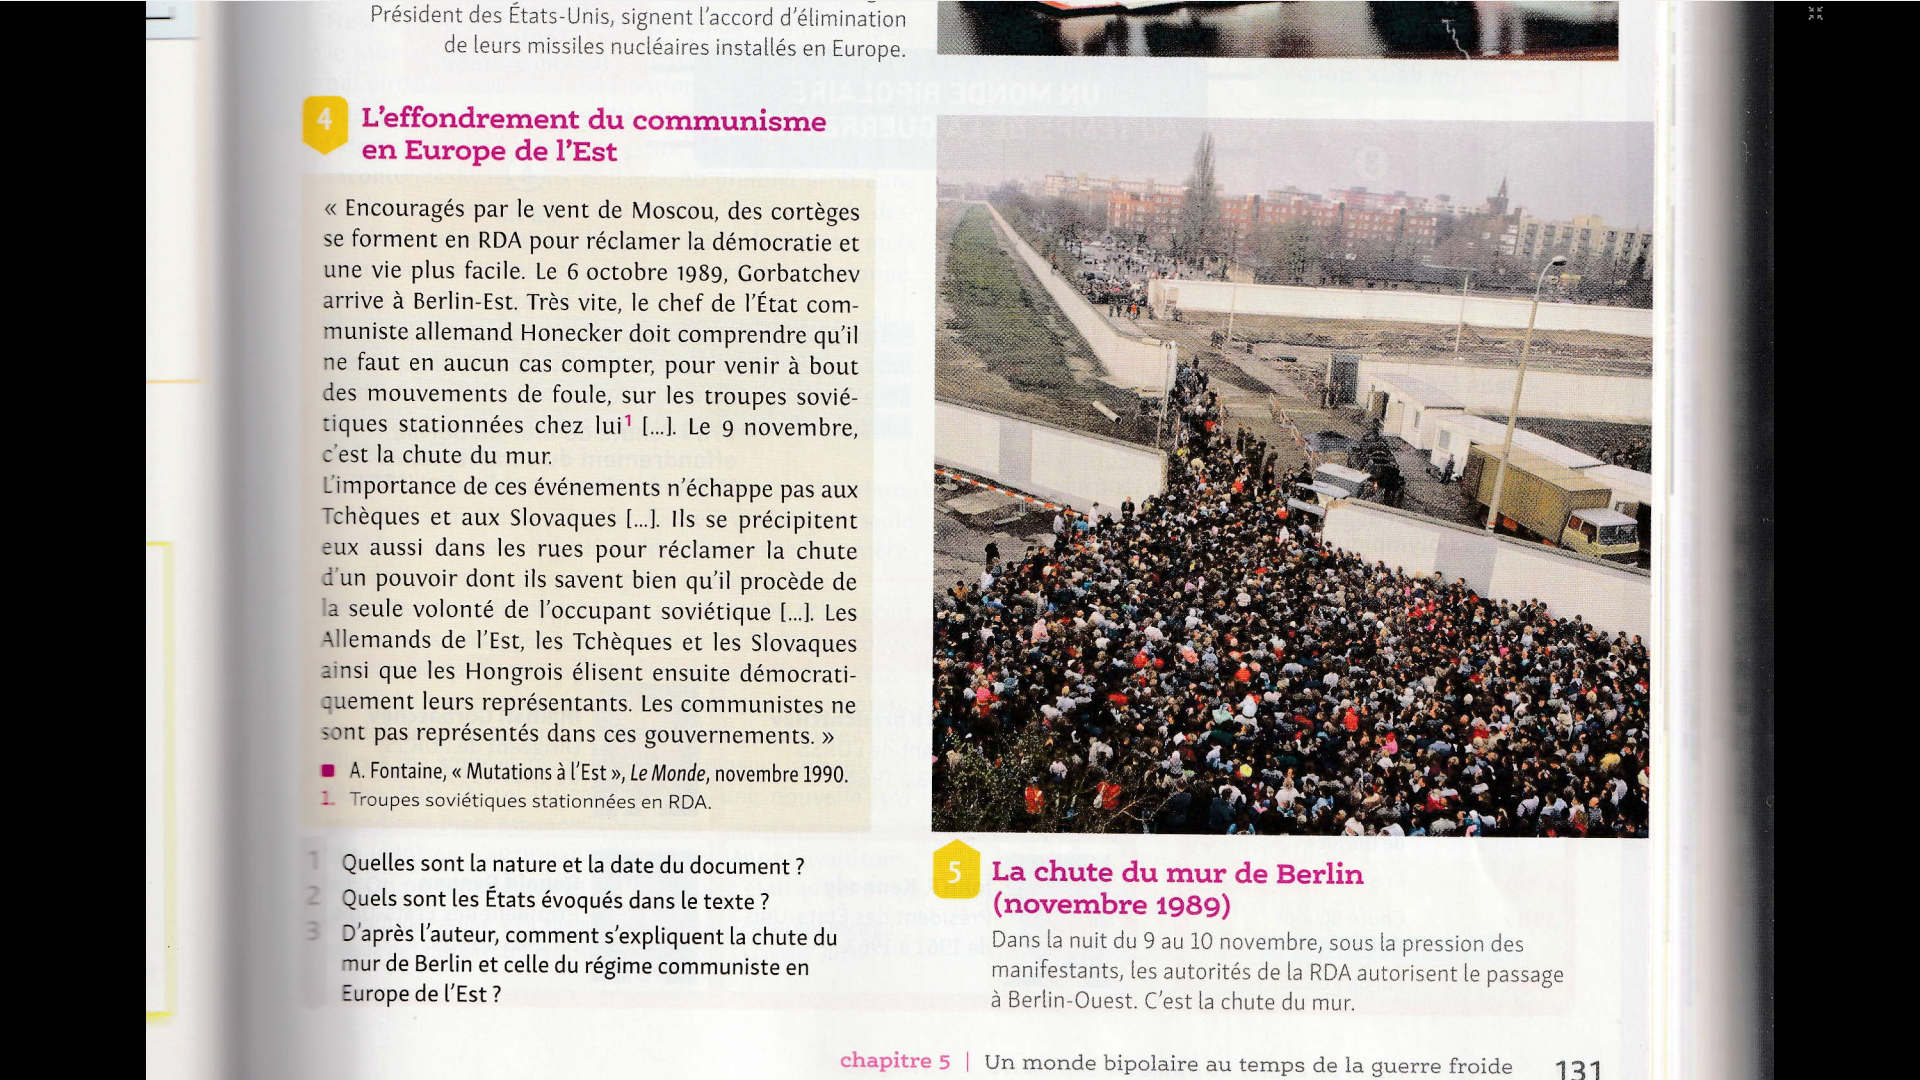 Président des États-Unis, signent l'accord d'élimination
de leurs missiles nucléaires installés en Europe.
4
L'effondrement du communisme
en Europe de l'Est
« Encouragés par le vent de Moscou, des cortèges
se forment en RDA pour réclamer la démocratie et
une vie plus facile. Le 6 octobre 1989, Gorbatchev
arrive à Berlin-Est. Très vite, le chef de l'État com-
muniste allemand Honecker doit comprendre qu'il
ne faut en aucun cas compter, pour venir à bout
des mouvements de foule, sur les troupes sovié-
tiques stationnées chez lui¹ [...]. Le 9 novembre,
c'est la chute du mur.
L'importance de ces événements n'échappe pas aux
Tchèques et aux Slovaques [...]. Ils se précipitent
eux aussi dans les rues pour réclamer la chute
d'un pouvoir dont ils savent bien qu'il procède de
la seule volonté de l'occupant soviétique [...]. Les
Allemands de l'Est, les Tchèques et les Slovaques
ainsi que les Hongrois élisent ensuite démocrati-
quement leurs représentants. Les communistes ne
sont pas représentés dans ces gouvernements. »
A. Fontaine, « Mutations à l'Est », Le Monde, novembre 1990.
1. Troupes soviétiques stationnées en RDA.
1 Quelles sont la nature et la date du document ?
2 Quels sont les États évoqués dans le texte ?
3 D'après l'auteur, comment s'expliquent la chute du
mur de Berlin et celle du régime communiste en
Europe de l'Est ?
5
La chute du mur de Berlin
(novembre 1989)
Dans la nuit du 9 au 10 novembre, sous la pression des
manifestants, les autorités de la RDA autorisent le passage
à Berlin-Ouest. C'est la chute du mur.
chapitre 5 | Un monde bipolaire au temps de la guerre froide 131